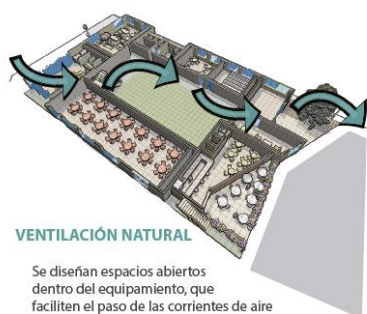 VENTILACIÓN NATURAL
Se diseñan espacios abiertos
dentro del equipamiento, que
faciliten el paso de las corrientes de aire